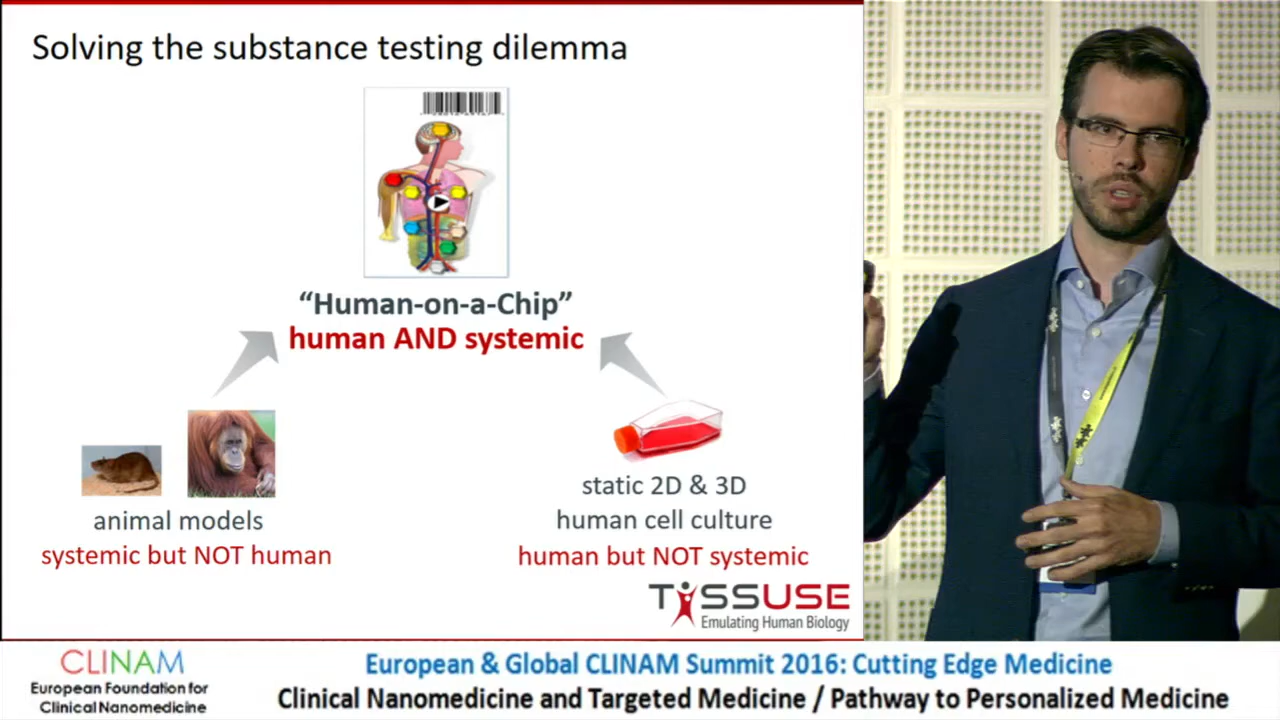 Solving the substance testing dilemma
“Human-on-a-Chip”
human AND systemic
animal models
systemic but NOT human
static 2D & 3D
human cell culture
human but NOT systemic
TISSUSE
Emulating Human Biology
CLINAM
European Foundation for
Clinical Nanomedicine
European & Global CLINAM Summit 2016: Cutting Edge Medicine
Clinical Nanomedicine and Targeted Medicine / Pathway to Personalized Medicine